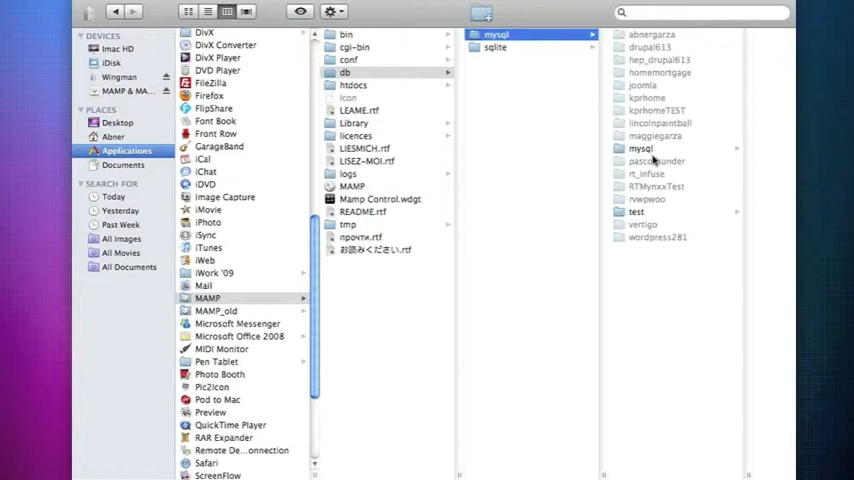 DEVICES
Imac HD
iDisk
Wingman
MAMP & MA...
PLACES
Desktop
Abner
Applications
Documents
SEARCH FOR
Today
Yesterday
Past Week
All Images
All Movies
All Documents
DivX
DivX Converter
DivX Player
DVD Player
FileZilla
Firefox
FlipShare
Font Book
Front Row
GarageBand
iCal
iChat
iDVD
Image Capture
iMovie
iPhoto
iSync
iTunes
iWeb
iWork '09
Mail
MAMP
MAMP_old
Microsoft Messenger
Microsoft Office 2008
MIDI Monitor
Pen Tablet
Photo Booth
Pic2Icon
Pod to Mac
Preview
QuickTime Player
RAR Expander
Remote De...onnection
Safari
ScreenFlow
bin
cgi-bin
conf
db
htdocs
Icon
LEAME.rtf
Library
licences
LIESMICH.rtf
LISEZ-MOI.rtf
logs
MAMP
Mamp Control.wdgt
README.rtf
tmp
прочти.rtf
お読みください.rtf
mysql
sqlite
abnergarza
drupal613
hep_drupal613
homemortgage
joomla
kprhome
kprhomeTEST
lincolnpaintball
maggiegarza
mysql
rt_infuse
RTMynxxTest
rvwpwoo
test
vertigo
wordpress281